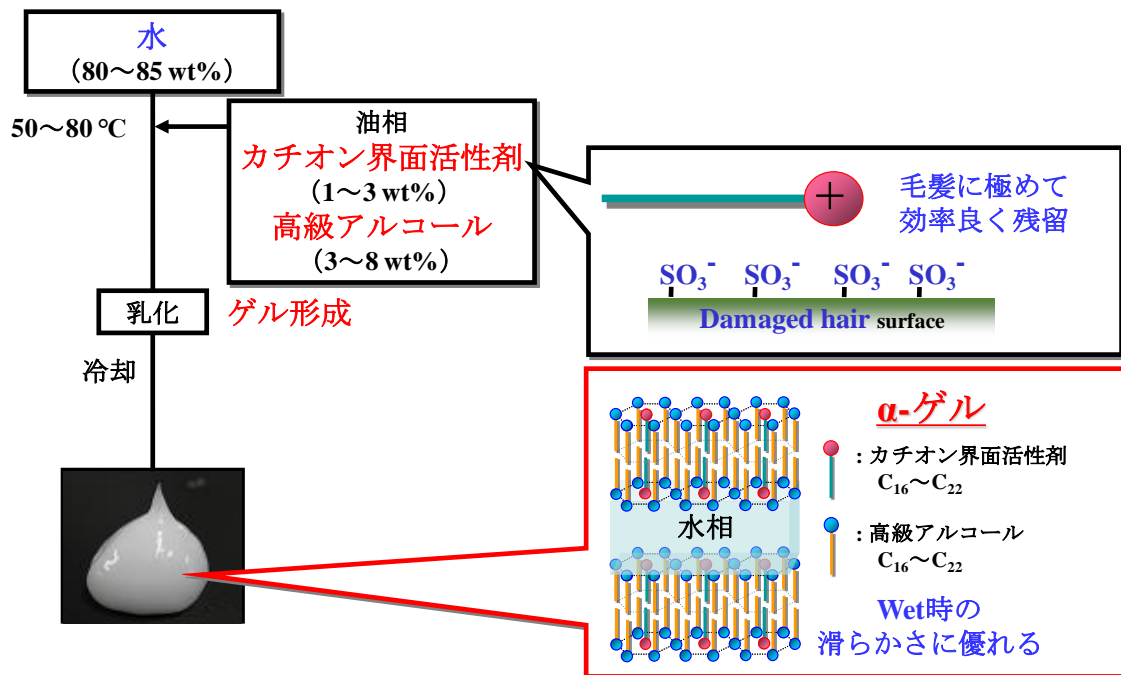 水
（80～85 wt%）
50～80 ℃
油相
カチオン界面活性剤
（1～3 wt%）
高級アルコール
（3～8 wt%）
乳化
ゲル形成
冷却
+
毛髪に極めて
効率良く残留
SO₃⁻ SO₃⁻ SO₃⁻ SO₃⁻
Damaged hair surface
水相
α-ゲル
: カチオン界面活性剤
C₁₆～C₂₂
: 高級アルコール
C₁₆～C₂₂
Wet時の
滑らかさに優れる